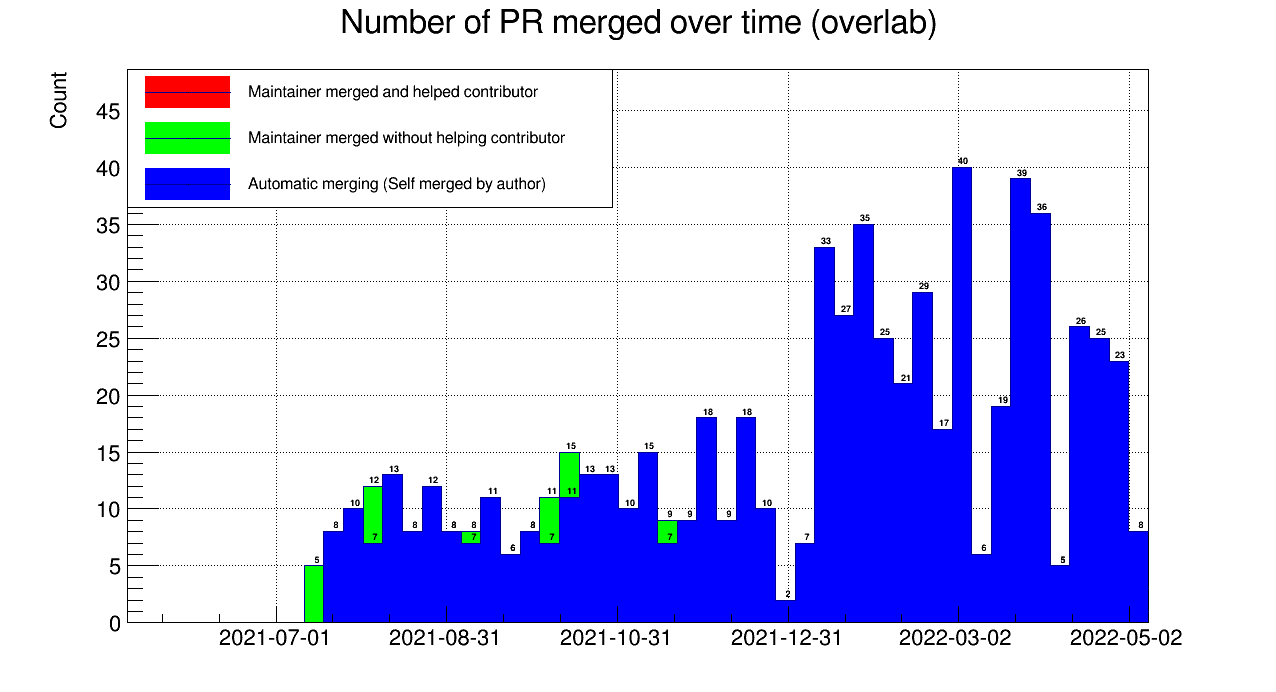 Number of PR merged over time (overlab)
Count
Maintainer merged and helped contributor
Maintainer merged without helping contributor
Automatic merging (Self merged by author)
45
40
35
30
25
20
15
10
5
0
5 8 10 12 7 13 8 12 8 8 7 11 6 8 11 7 15 11 13 13 10 15 9 7 9 18 9 18 10 2 7 33 27 35 25 21 29 17 40 6 19 39 36 5 26 25 23 8
2021-07-01 2021-08-31 2021-10-31 2021-12-31 2022-03-02 2022-05-02